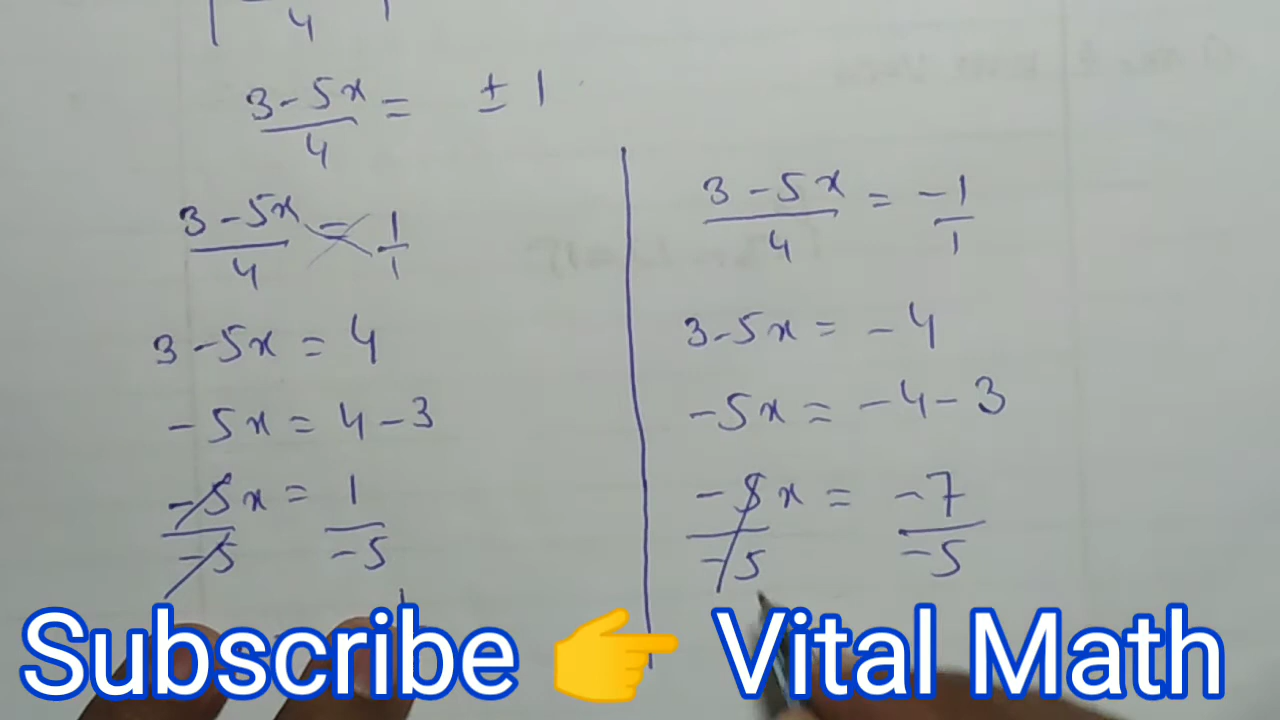 4
3-5x/4 = ± 1
3-5x/4 = 1/1
3-5x = 4
-5x = 4-3
-5x/-5 = 1/-5
3-5x/4 = -1/1
3-5x = -4
-5x = -4-3
-5x/-5 = -7/-5
Subscribe 👉 Vital Math